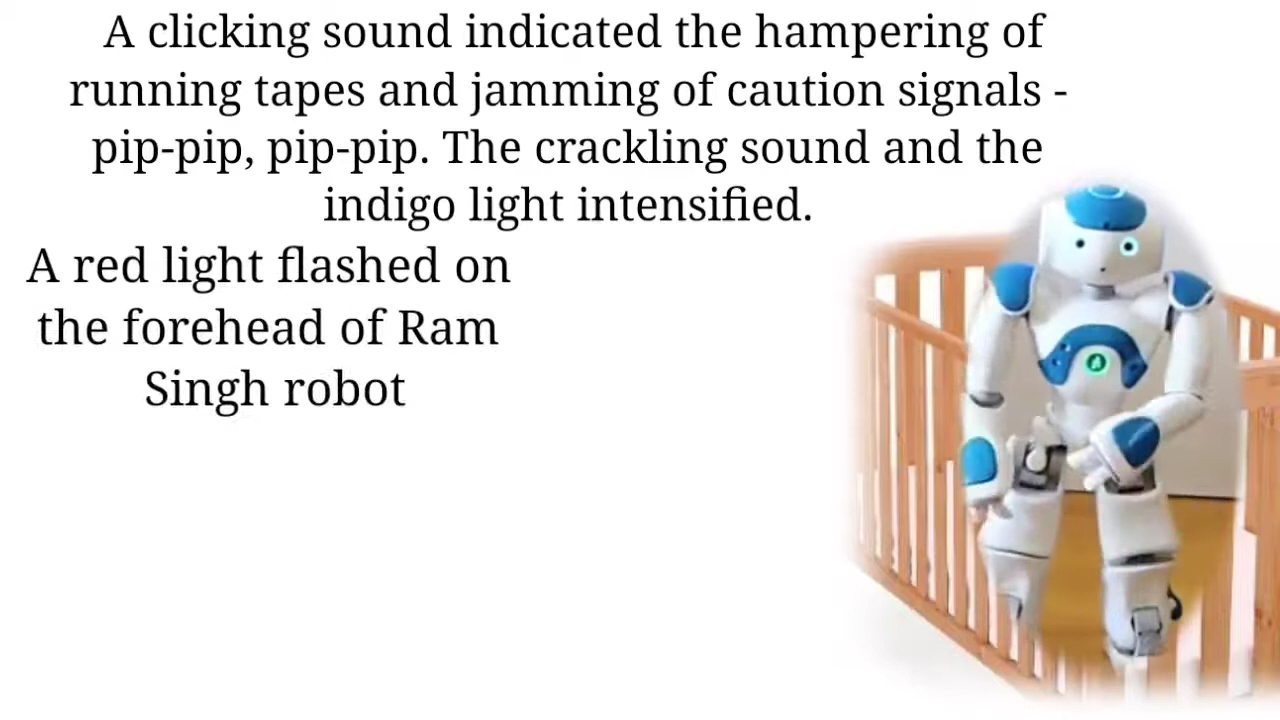 A clicking sound indicated the hampering of
running tapes and jamming of caution signals -
pip-pip, pip-pip. The crackling sound and the
indigo light intensified.
A red light flashed on
the forehead of Ram
Singh robot